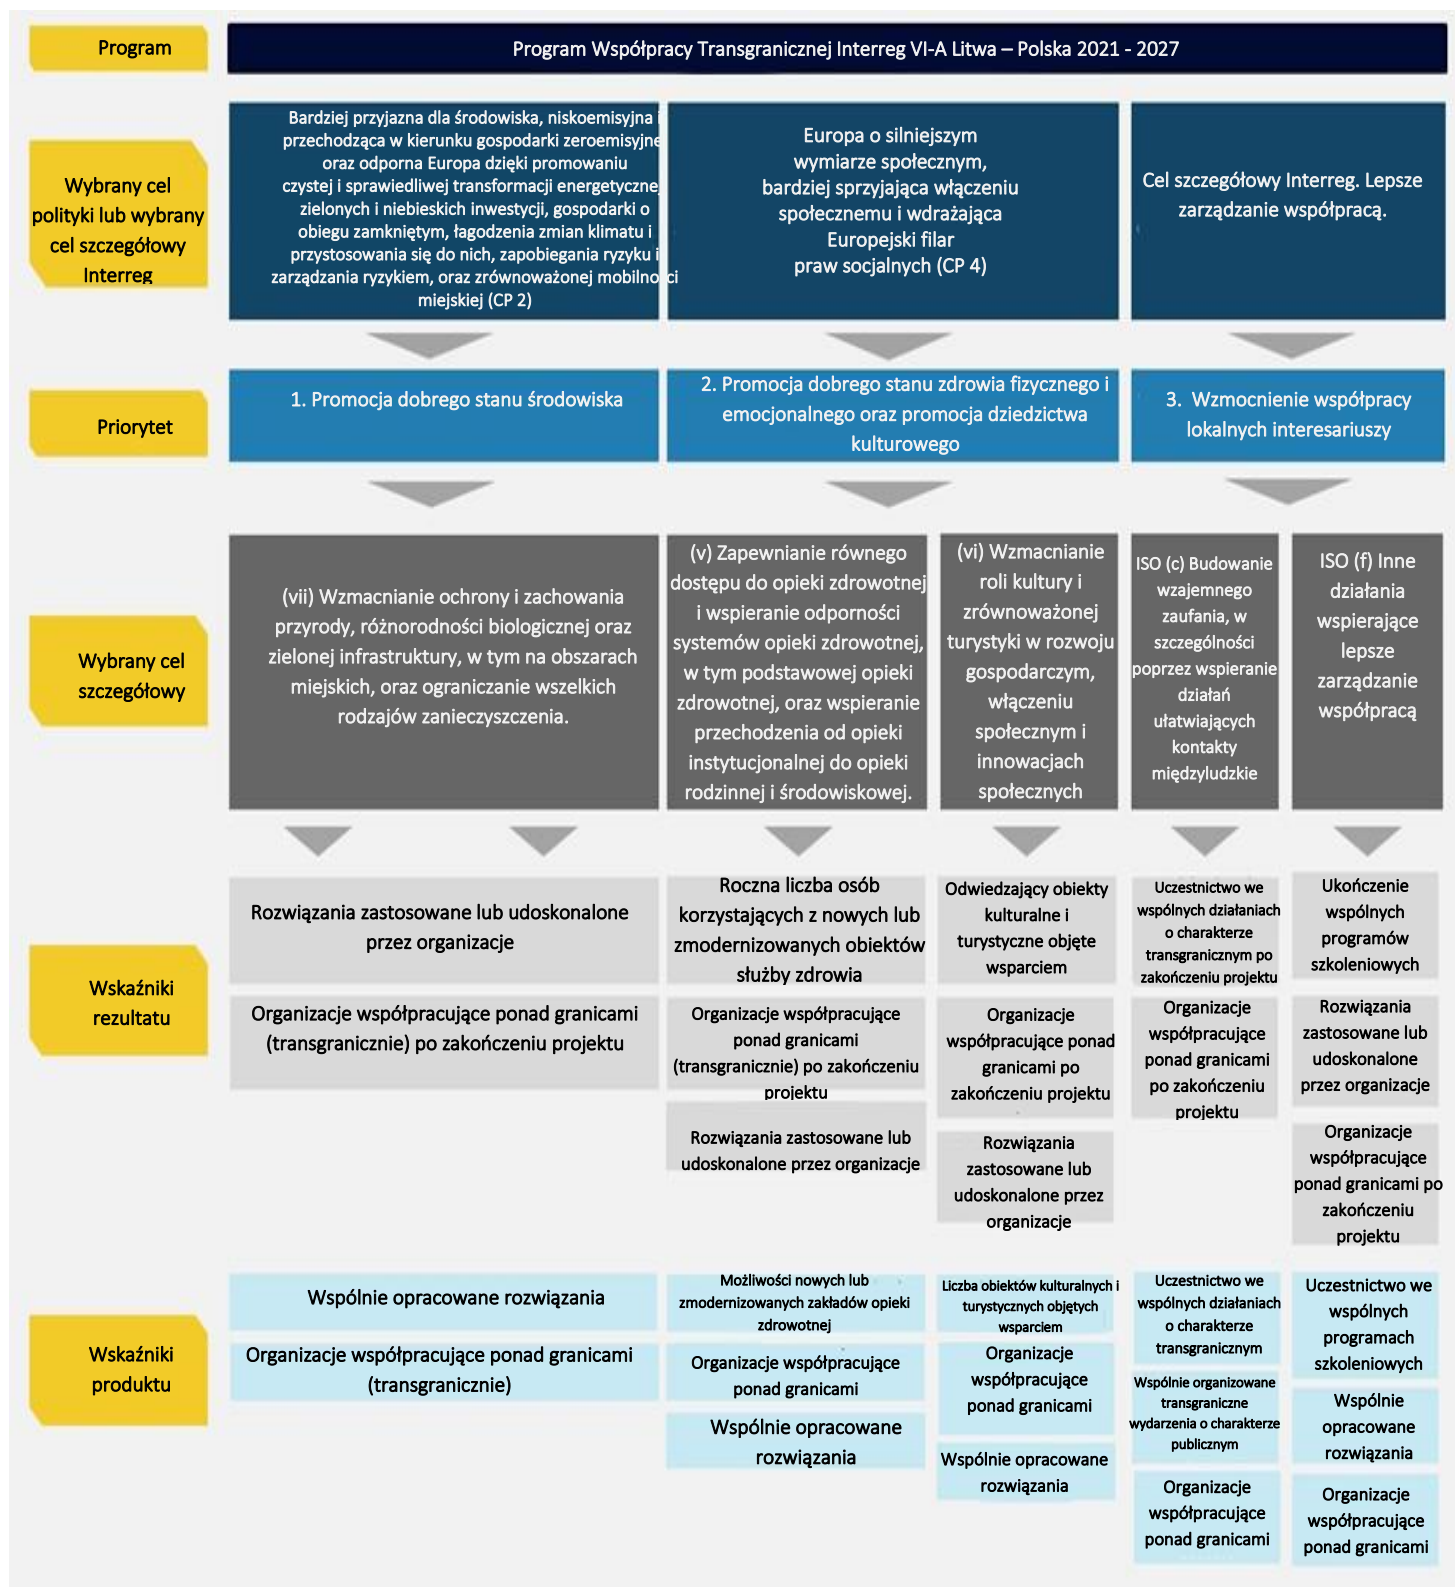 Program
Program Współpracy Transgranicznej Interreg VI-A Litwa – Polska 2021 - 2027
Wybrany cel
polityki lub wybrany
cel szczegółowy
Interreg
Bardziej przyjazna dla środowiska, niskoemisyjna i
przechodząca w kierunku gospodarki zeroemisyjne
oraz odporna Europa dzięki promowaniu
czystej i sprawiedliwej transformacji energetycznej
zielonych i niebieskich inwestycji, gospodarki o
obiegu zamkniętym, łagodzenia zmian klimatu i
przystosowania się do nich, zapobiegania ryzyku i
zarządzania ryzykiem, oraz zrównoważonej mobilności
miejskiej (CP 2)
Europa o silniejszym
wymiarze społecznym,
bardziej sprzyjająca włączeniu
społecznemu i wdrażająca
Europejski filar
praw socjalnych (CP 4)
Cel szczegółowy Interreg. Lepsze
zarządzanie współpracą.
Priorytet
1. Promocja dobrego stanu środowiska
2. Promocja dobrego stanu zdrowia fizycznego i
emocjonalnego oraz promocja dziedzictwa
kulturowego
3. Wzmocnienie współpracy
lokalnych interesariuszy
Wybrany cel
szczegółowy
(vii) Wzmacnianie ochrony i zachowania
przyrody, różnorodności biologicznej oraz
zielonej infrastruktury, w tym na obszarach
miejskich, oraz ograniczanie wszelkich
rodzajów zanieczyszczenia.
(v) Zapewnianie równego
dostępu do opieki zdrowotnej
i wspieranie odporności
systemów opieki zdrowotnej,
w tym podstawowej opieki
zdrowotnej, oraz wspieranie
przechodzenia od opieki
instytucjonalnej do opieki
rodzinnej i środowiskowej.
(vi) Wzmacnianie
roli kultury i
zrównoważonej
turystyki w rozwoju
gospodarczym,
włączeniu
społecznym i
innowacjach
społecznych
ISO (c) Budowanie
wzajemnego
zaufania, w
szczególności
poprzez wspieranie
działań
ułatwiających
kontakty
międzyludzkie
ISO (f) Inne
działania
wspierające
lepsze
zarządzanie
współpracą
Wskaźniki
rezultatu
Rozwiązania zastosowane lub udoskonalone
przez organizacje
Organizacje współpracujące ponad granicami
(transgranicznie) po zakończeniu projektu
Roczna liczba osób
korzystających z nowych lub
zmodernizowanych obiektów
służby zdrowia
Organizacje współpracujące
ponad granicami
(transgranicznie) po zakończeniu
projektu
Rozwiązania zastosowane lub
udoskonalone przez organizacje
Odwiedzający obiekty
kulturalne i
turystyczne objęte
wsparciem
Organizacje
współpracujące ponad
granicami po
zakończeniu projektu
Rozwiązania
zastosowane lub
udoskonalone przez
organizacje
Uczestnictwo we
wspólnych działaniach
o charakterze
transgranicznym po
zakończeniu projektu
Organizacje
współpracujące
ponad granicami
po zakończeniu
projektu
Ukończenie
wspólnych
programów
szkoleniowych
Rozwiązania
zastosowane lub
udoskonalone
przez organizacje
Organizacje
współpracujące
ponad granicami po
zakończeniu
projektu
Wskaźniki
produktu
Wspólnie opracowane rozwiązania
Organizacje współpracujące ponad granicami
(transgranicznie)
Możliwości nowych lub
zmodernizowanych zakładów opieki
zdrowotnej
Organizacje współpracujące
ponad granicami
Wspólnie opracowane
rozwiązania
Liczba obiektów kulturalnych i
turystycznych objętych
wsparciem
Organizacje
współpracujące
ponad granicami
Wspólnie opracowane
rozwiązania
Uczestnictwo we
wspólnych działaniach
o charakterze
transgranicznym
Wspólnie organizowane
transgraniczne
wydarzenia o charakterze
publicznym
Organizacje
współpracujące
ponad granicami
Uczestnictwo we
wspólnych
programach
szkoleniowych
Wspólnie
opracowane
rozwiązania
Organizacje
współpracujące
ponad granicami